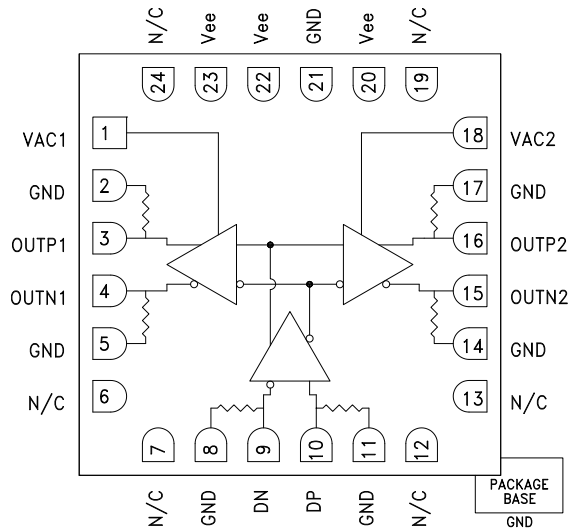 N/C Vee Vee GND Vee N/C
24 23 22 21 20 19
VAC1 1 18 VAC2
GND 2 17 GND
OUTP1 3 16 OUTP2
OUTN1 4 15 OUTN2
GND 5 14 GND
N/C 6 13 N/C
7 8 9 10 11 12
N/C GND DN DP GND N/C
PACKAGE
BASE
GND